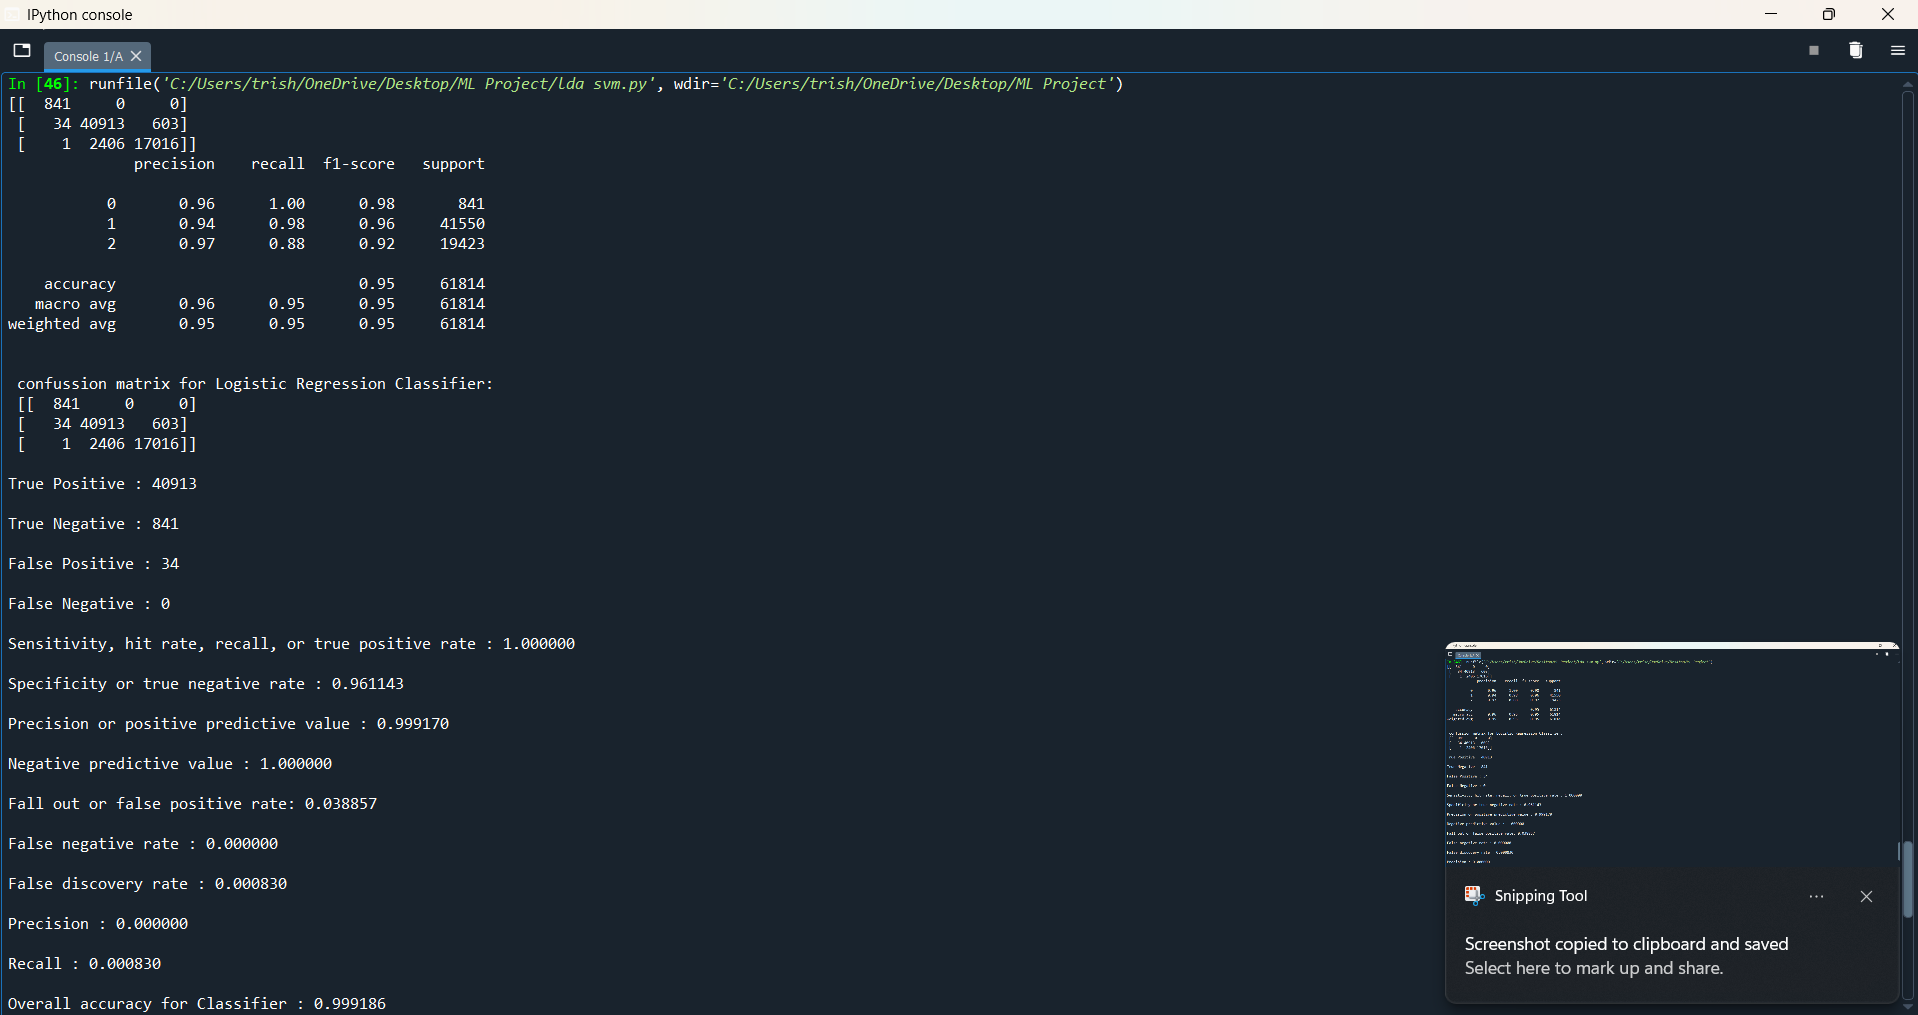 IPython console
Console 1/A
In [46]: runfile('C:/Users/trish/OneDrive/Desktop/ML Project/lda svm.py', wdir='C:/Users/trish/OneDrive/Desktop/ML Project')
[[  841     0     0]
 [   34 40913   603]
 [    1  2406 17016]]
              precision    recall  f1-score   support
           0       0.96      1.00      0.98       841
           1       0.94      0.98      0.96     41550
           2       0.97      0.88      0.92     19423
    accuracy                           0.95     61814
   macro avg       0.96      0.95      0.95     61814
weighted avg       0.95      0.95      0.95     61814
 confussion matrix for Logistic Regression Classifier:
 [[  841     0     0]
 [   34 40913   603]
 [    1  2406 17016]]
True Positive : 40913
True Negative : 841
False Positive : 34
False Negative : 0
Sensitivity, hit rate, recall, or true positive rate : 1.000000
Specificity or true negative rate : 0.961143
Precision or positive predictive value : 0.999170
Negative predictive value : 1.000000
Fall out or false positive rate: 0.038857
False negative rate : 0.000000
False discovery rate : 0.000830
Precision : 0.000000
Recall : 0.000830
Overall accuracy for Classifier : 0.999186
Snipping Tool
Screenshot copied to clipboard and saved
Select here to mark up and share.